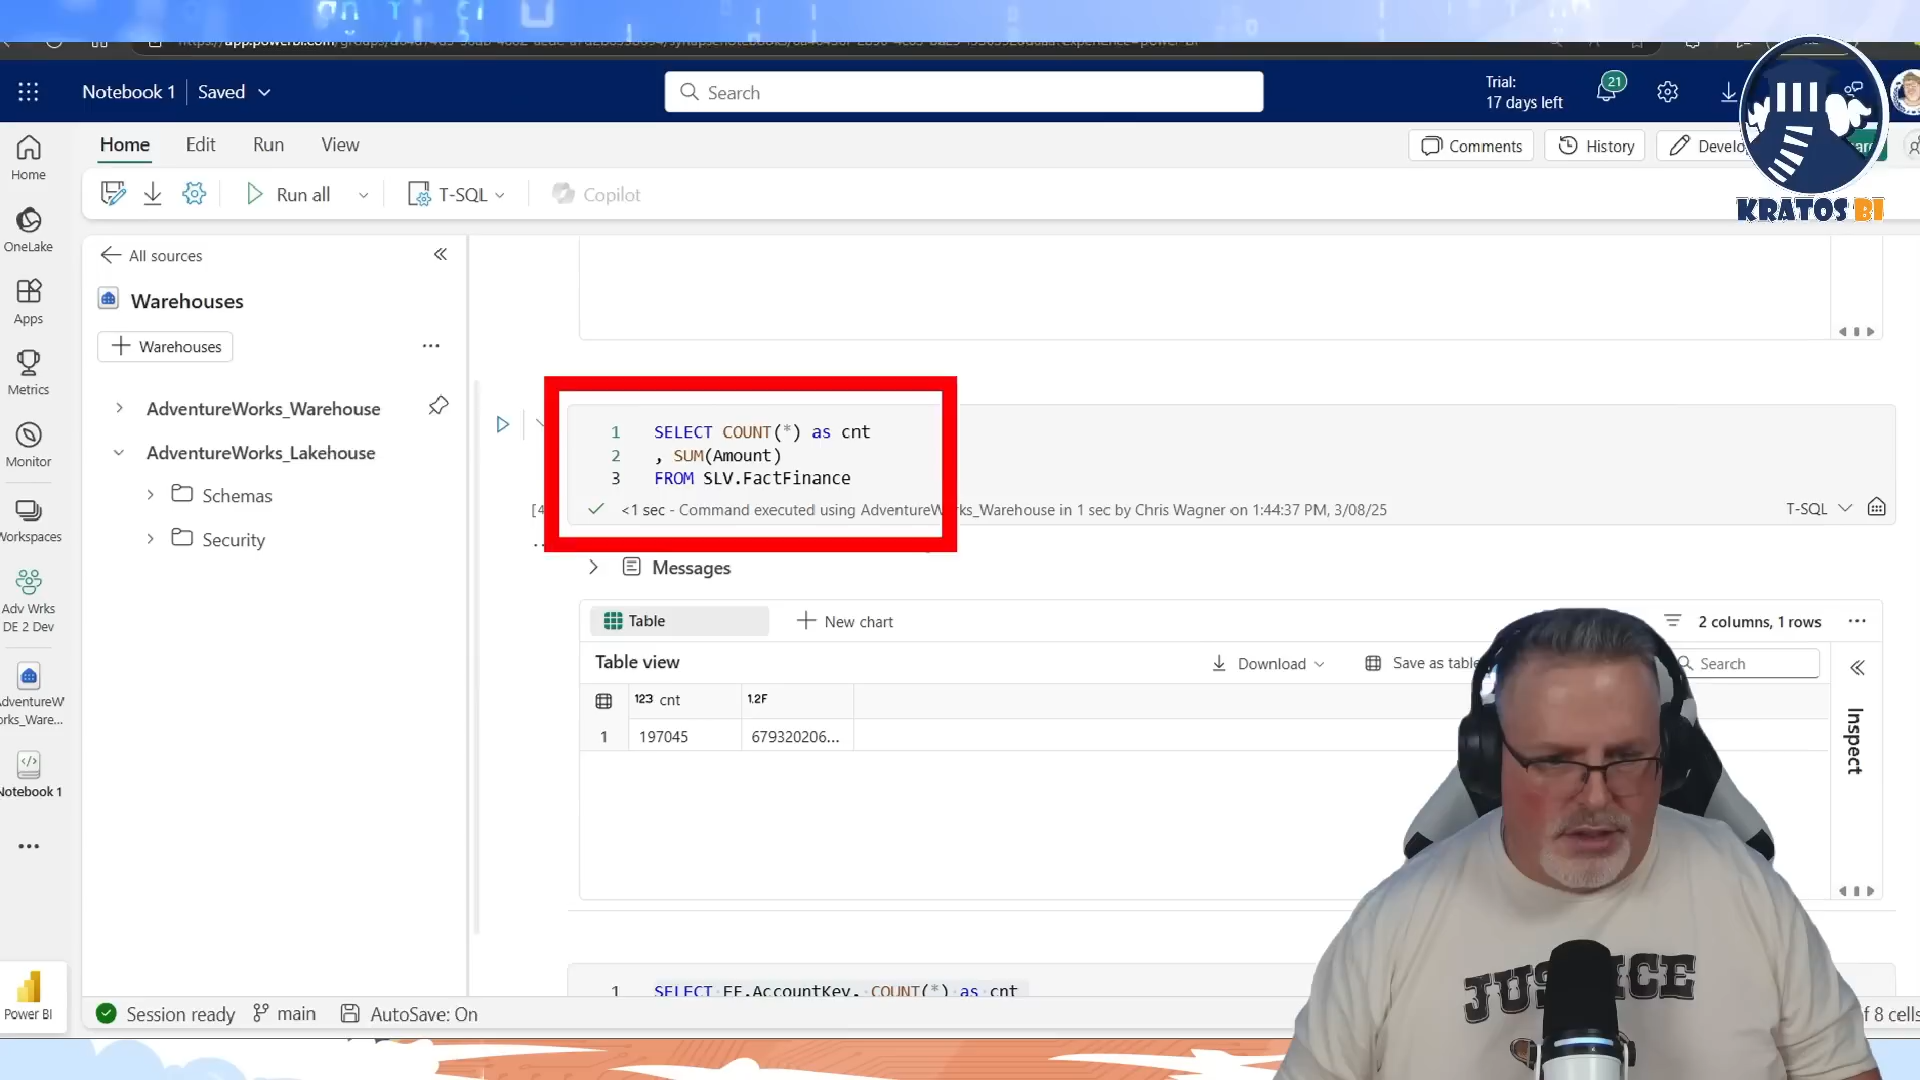 Notebook 1 Saved
Search
Trial:
17 days left
21
Home Edit Run View
Comments
History
Run all
T-SQL
Copilot
KRATOS BI
Home
OneLake
Apps
Metrics
Monitor
Workspaces
Adv Wrks
DE 2 Dev
Notebook 1
Power BI
All sources
Warehouses
Warehouses
AdventureWorks_Warehouse
AdventureWorks_Lakehouse
Schemas
Security
1 SELECT COUNT(*) as cnt
2 , SUM(Amount)
3 FROM SLV.FactFinance
<1 sec - Command executed using AdventureWorks_Warehouse in 1 sec by Chris Wagner on 1:44:37 PM, 3/08/25
T-SQL
Messages
Table
New chart
2 columns, 1 rows
Table view
Download
Save as table
Search
Inspect
123 cnt 1.2F
1 197045 679320206...
1 SELECT FF.AccountKey, COUNT(*) as cnt
Session ready main AutoSave: On
f 8 cells
JUSTICE